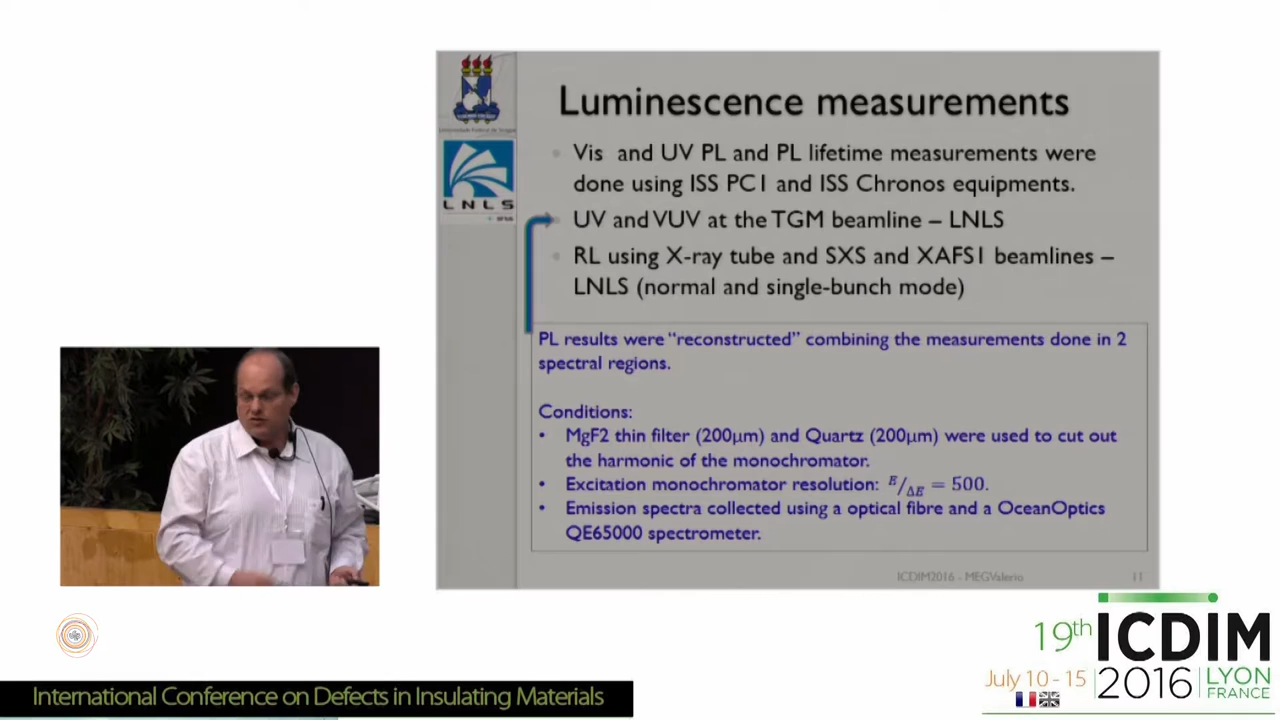 Luminescence measurements
Vis and UV PL and PL lifetime measurements were
done using ISS PC1 and ISS Chronos equipments.
UV and VUV at the TGM beamline – LNLS
RL using X-ray tube and SXS and XAFS1 beamlines –
LNLS (normal and single-bunch mode)
LNLS
PL results were “reconstructed” combining the measurements done in 2
spectral regions.
Conditions:
• MgF2 thin filter (200µm) and Quartz (200µm) were used to cut out
the harmonic of the monochromator.
• Excitation monochromator resolution: E/ΔE = 500.
• Emission spectra collected using a optical fibre and a OceanOptics
QE65000 spectrometer.
ICDIM2016 - MEGValerio 11
19th ICDIM
July 10 - 15 2016 LYON
FRANCE
International Conference on Defects in Insulating Materials